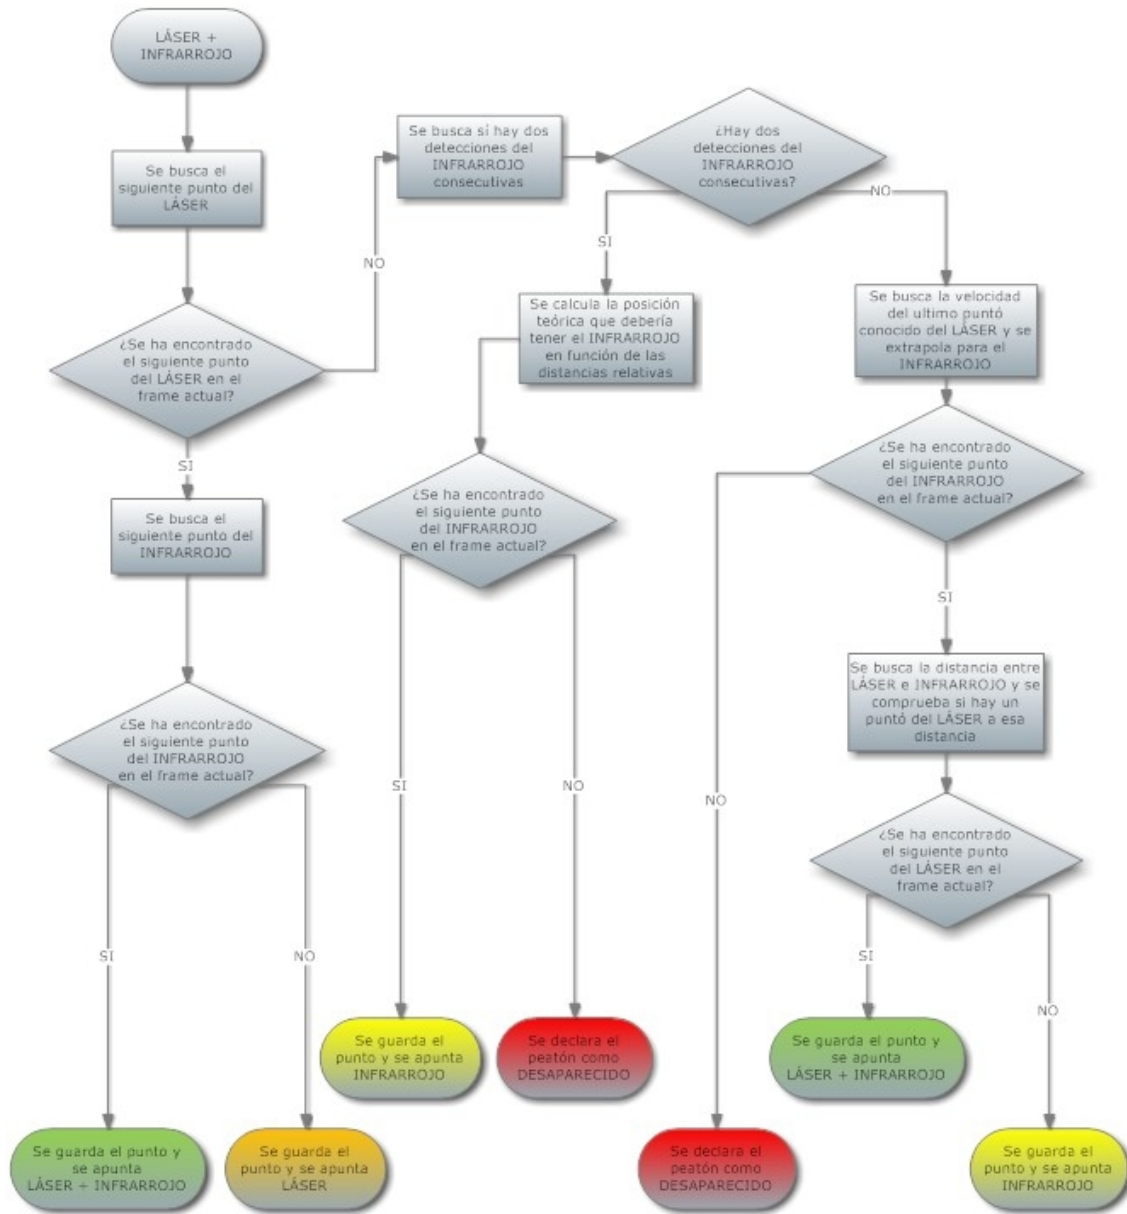 LÁSER +
INFRARROJO
Se busca el
siguiente punto del
LÁSER
¿Se ha encontrado
el siguiente punto
del LÁSER en el
frame actual?
NO
SI
Se busca el
siguiente punto del
INFRARROJO
¿Se ha encontrado
el siguiente punto
del INFRARROJO
en el frame actual?
SI
NO
Se guarda el punto y
se apunta
LÁSER + INFRARROJO
Se guarda el
punto y se apunta
LÁSER
Se busca sí hay dos
detecciones del
INFRARROJO
consecutivas
¿Hay dos
detecciones del
INFRARROJO
consecutivas?
SI
NO
Se calcula la posición
teórica que debería
tener el INFRARROJO
en función de las
distancias relativas
¿Se ha encontrado
el siguiente punto
del INFRARROJO
en el frame actual?
SI
NO
Se guarda el
punto y se apunta
INFRARROJO
Se declara el
peatón como
DESAPARECIDO
Se busca la velocidad
del ultimo puntó
conocido del LÁSER y se
extrapola para el
INFRARROJO
¿Se ha encontrado
el siguiente punto
del INFRARROJO
en el frame actual?
NO
SI
Se declara el
peatón como
DESAPARECIDO
Se busca la distancia entre
LÁSER e INFRARROJO y se
comprueba si hay un
puntó del LÁSER a esa
distancia
¿Se ha encontrado
el siguiente punto
del LÁSER en el
frame actual?
SI
NO
Se guarda el punto y
se apunta
LÁSER + INFRARROJO
Se guarda el
punto y se apunta
INFRARROJO